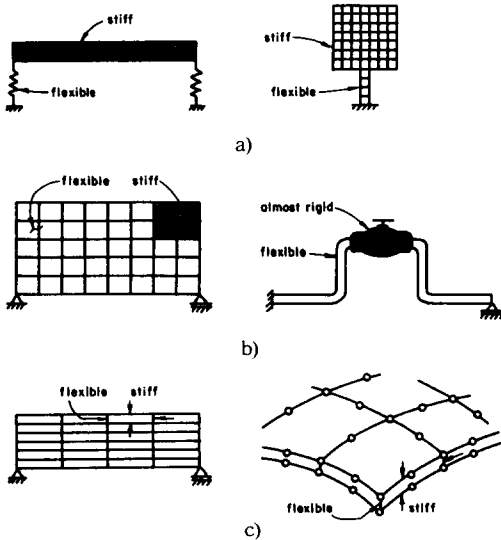 stiff
flexible
stiff
flexible
a)
flexible stiff
almost rigid
flexible
b)
flexible stiff
flexible
stiff
c)